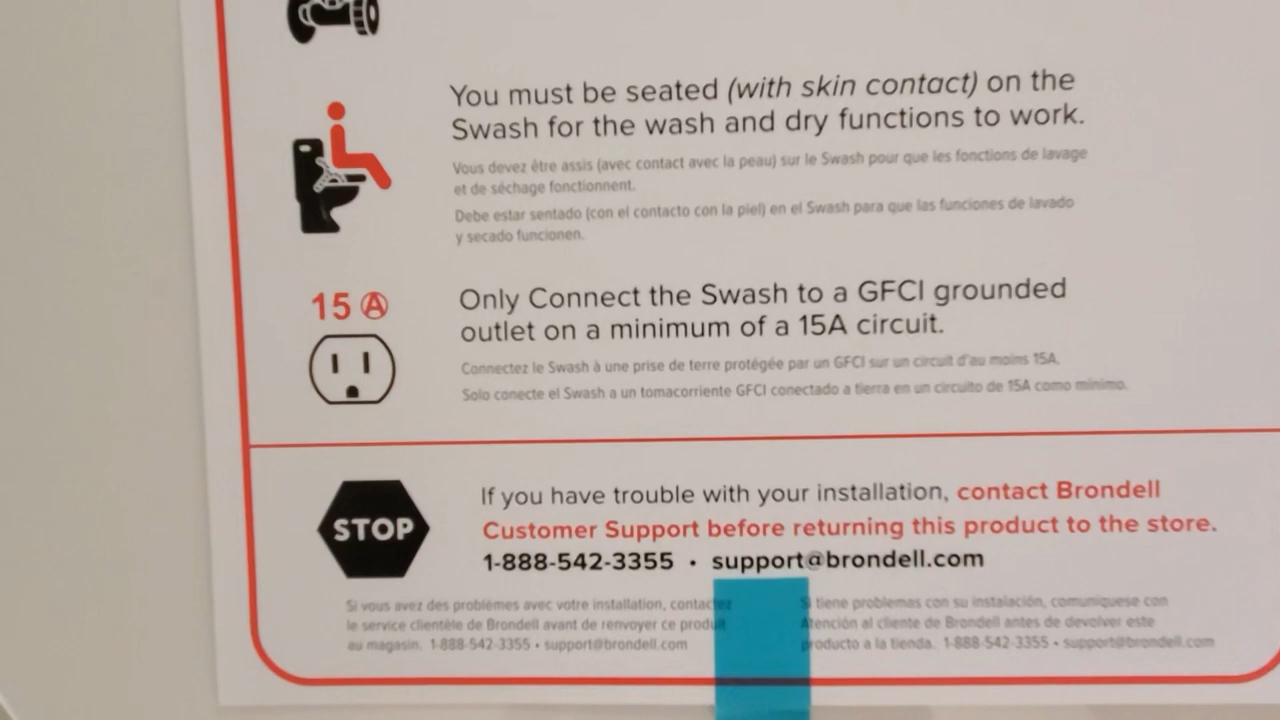 You must be seated (with skin contact) on the
Swash for the wash and dry functions to work.
Vous devez être assis (avec contact avec la peau) sur le Swash pour que les fonctions de lavage
et de séchage fonctionnent.
Debe estar sentado (con el contacto con la piel) en el Swash para que las funciones de lavado
y secado funcionen.
15 A
Only Connect the Swash to a GFCI grounded
outlet on a minimum of a 15A circuit.
Connectez le Swash à une prise de terre protégée par un GFCI sur un circuit d'au moins 15A.
Solo conecte el Swash a un tomacorriente GFCI conectado a tierra en un circuito de 15A como mínimo.
STOP
If you have trouble with your installation, contact Brondell
Customer Support before returning this product to the store.
1-888-542-3355 • support@brondell.com
Si vous avez des problèmes avec votre installation, contactez
le service clientèle de Brondell avant de renvoyer ce produit
au magasin. 1-888-542-3355 • support@brondell.com
Si tiene problemas con su instalación, comuníquese con
Atención al cliente de Brondell antes de devolver este
producto a la tienda. 1-888-542-3355 • support@brondell.com